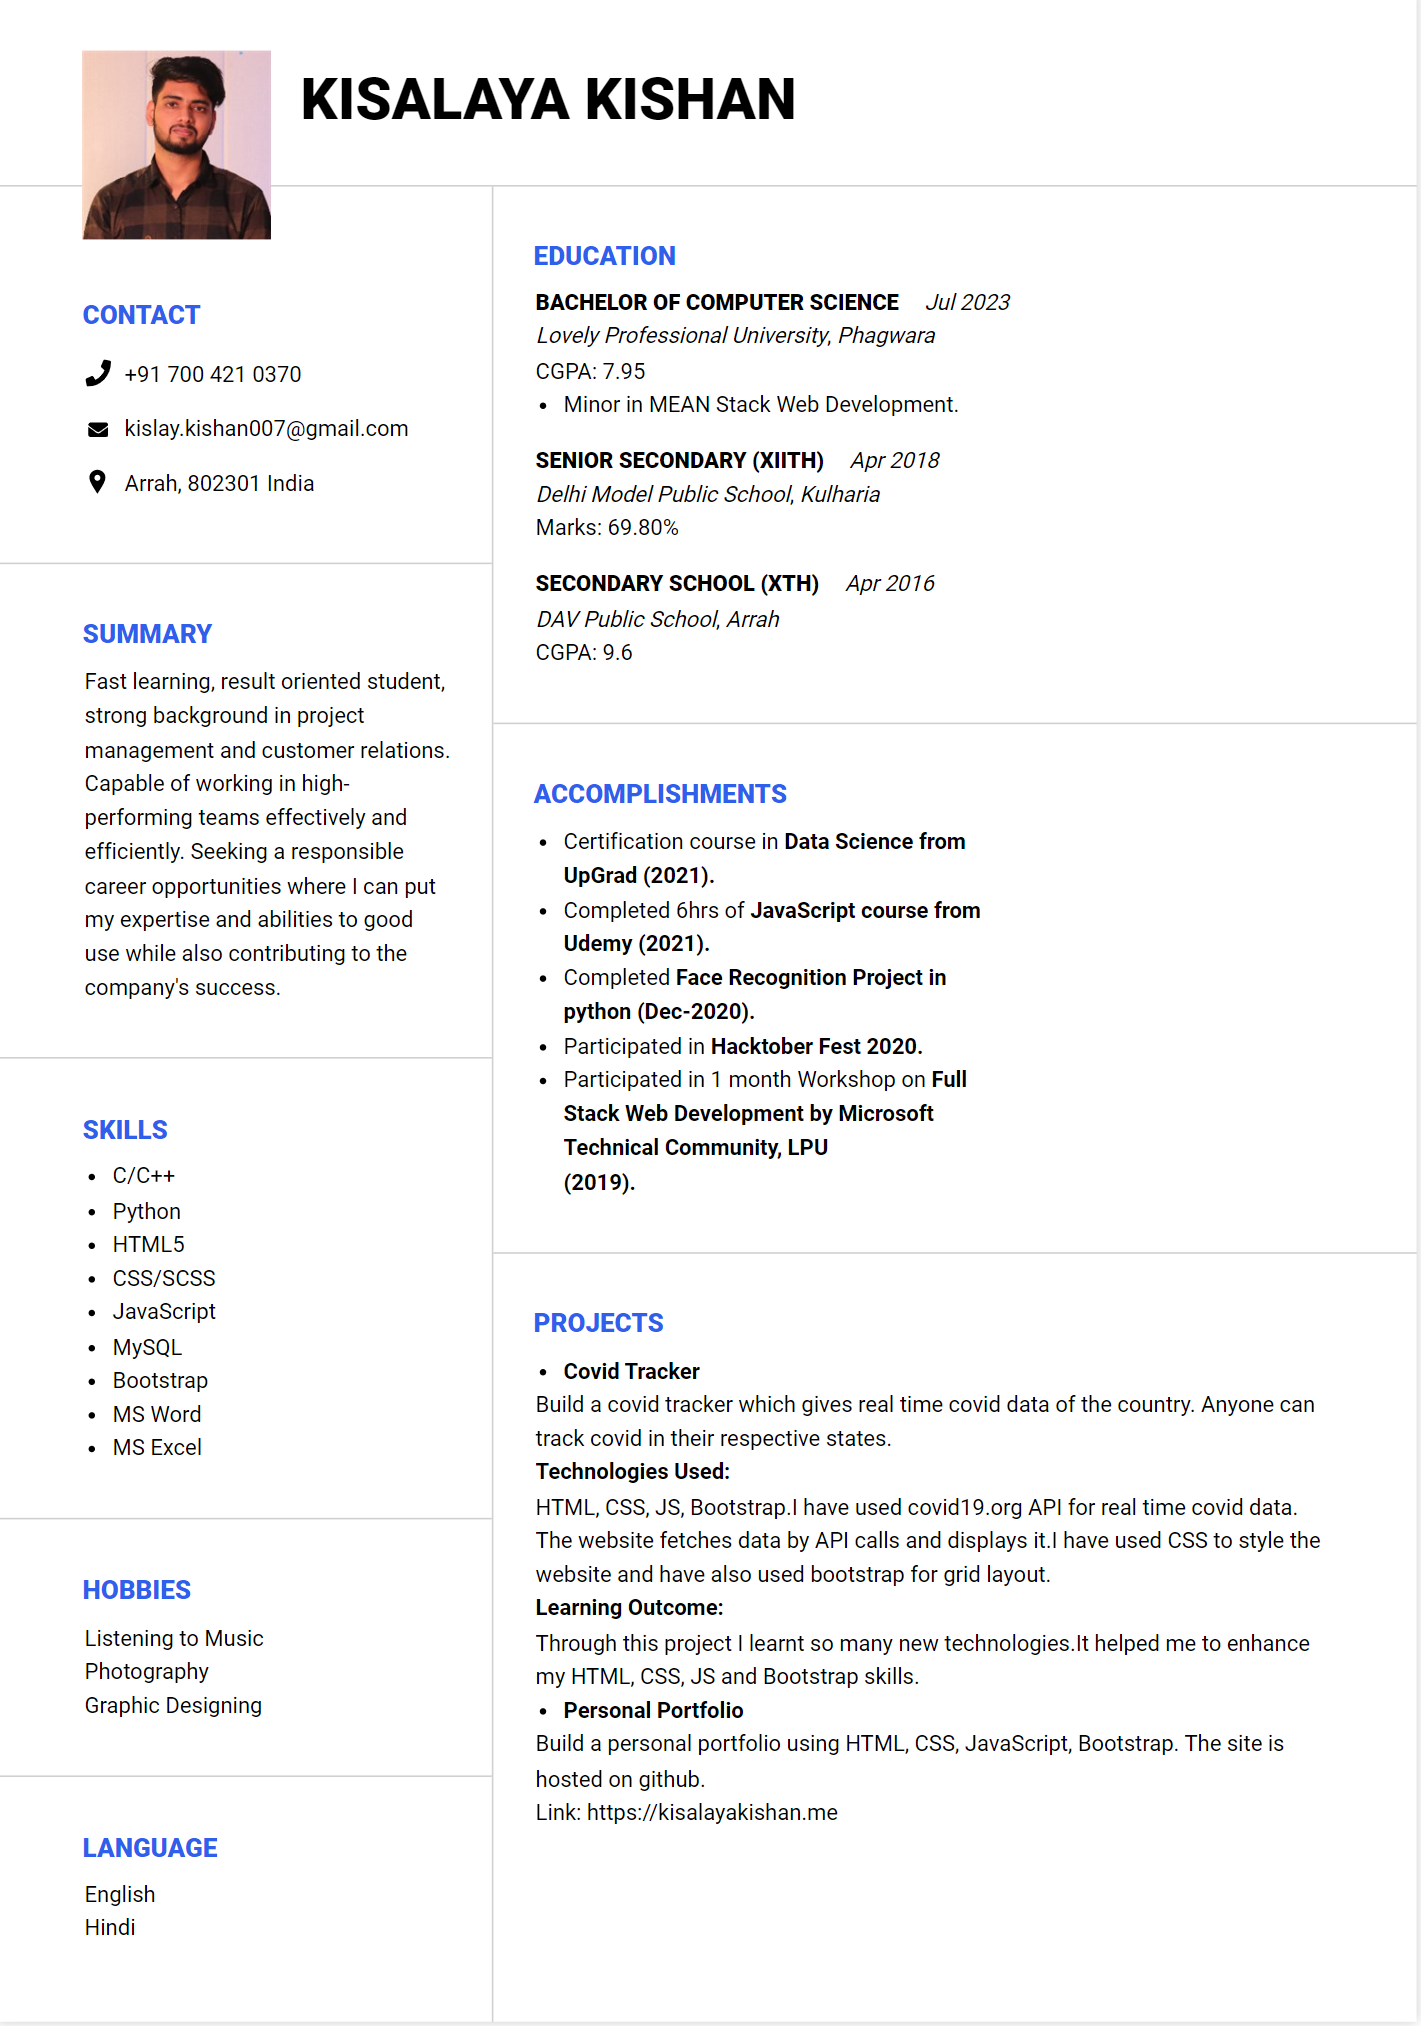 KISALAYA KISHAN
CONTACT
+91 700 421 0370
kislay.kishan007@gmail.com
Arrah, 802301 India
SUMMARY
Fast learning, result oriented student,
strong background in project
management and customer relations.
Capable of working in high-
performing teams effectively and
efficiently. Seeking a responsible
career opportunities where I can put
my expertise and abilities to good
use while also contributing to the
company's success.
SKILLS
• C/C++
• Python
• HTML5
• CSS/SCSS
• JavaScript
• MySQL
• Bootstrap
• MS Word
• MS Excel
HOBBIES
Listening to Music
Photography
Graphic Designing
LANGUAGE
English
Hindi
EDUCATION
BACHELOR OF COMPUTER SCIENCE Jul 2023
Lovely Professional University, Phagwara
CGPA: 7.95
• Minor in MEAN Stack Web Development.
SENIOR SECONDARY (XIITH) Apr 2018
Delhi Model Public School, Kulharia
Marks: 69.80%
SECONDARY SCHOOL (XTH) Apr 2016
DAV Public School, Arrah
CGPA: 9.6
ACCOMPLISHMENTS
• Certification course in Data Science from
UpGrad (2021).
• Completed 6hrs of JavaScript course from
Udemy (2021).
• Completed Face Recognition Project in
python (Dec-2020).
• Participated in Hacktober Fest 2020.
• Participated in 1 month Workshop on Full
Stack Web Development by Microsoft
Technical Community, LPU
(2019).
PROJECTS
• Covid Tracker
Build a covid tracker which gives real time covid data of the country. Anyone can
track covid in their respective states.
Technologies Used:
HTML, CSS, JS, Bootstrap.I have used covid19.org API for real time covid data.
The website fetches data by API calls and displays it.I have used CSS to style the
website and have also used bootstrap for grid layout.
Learning Outcome:
Through this project I learnt so many new technologies.It helped me to enhance
my HTML, CSS, JS and Bootstrap skills.
• Personal Portfolio
Build a personal portfolio using HTML, CSS, JavaScript, Bootstrap. The site is
hosted on github.
Link: https://kisalayakishan.me